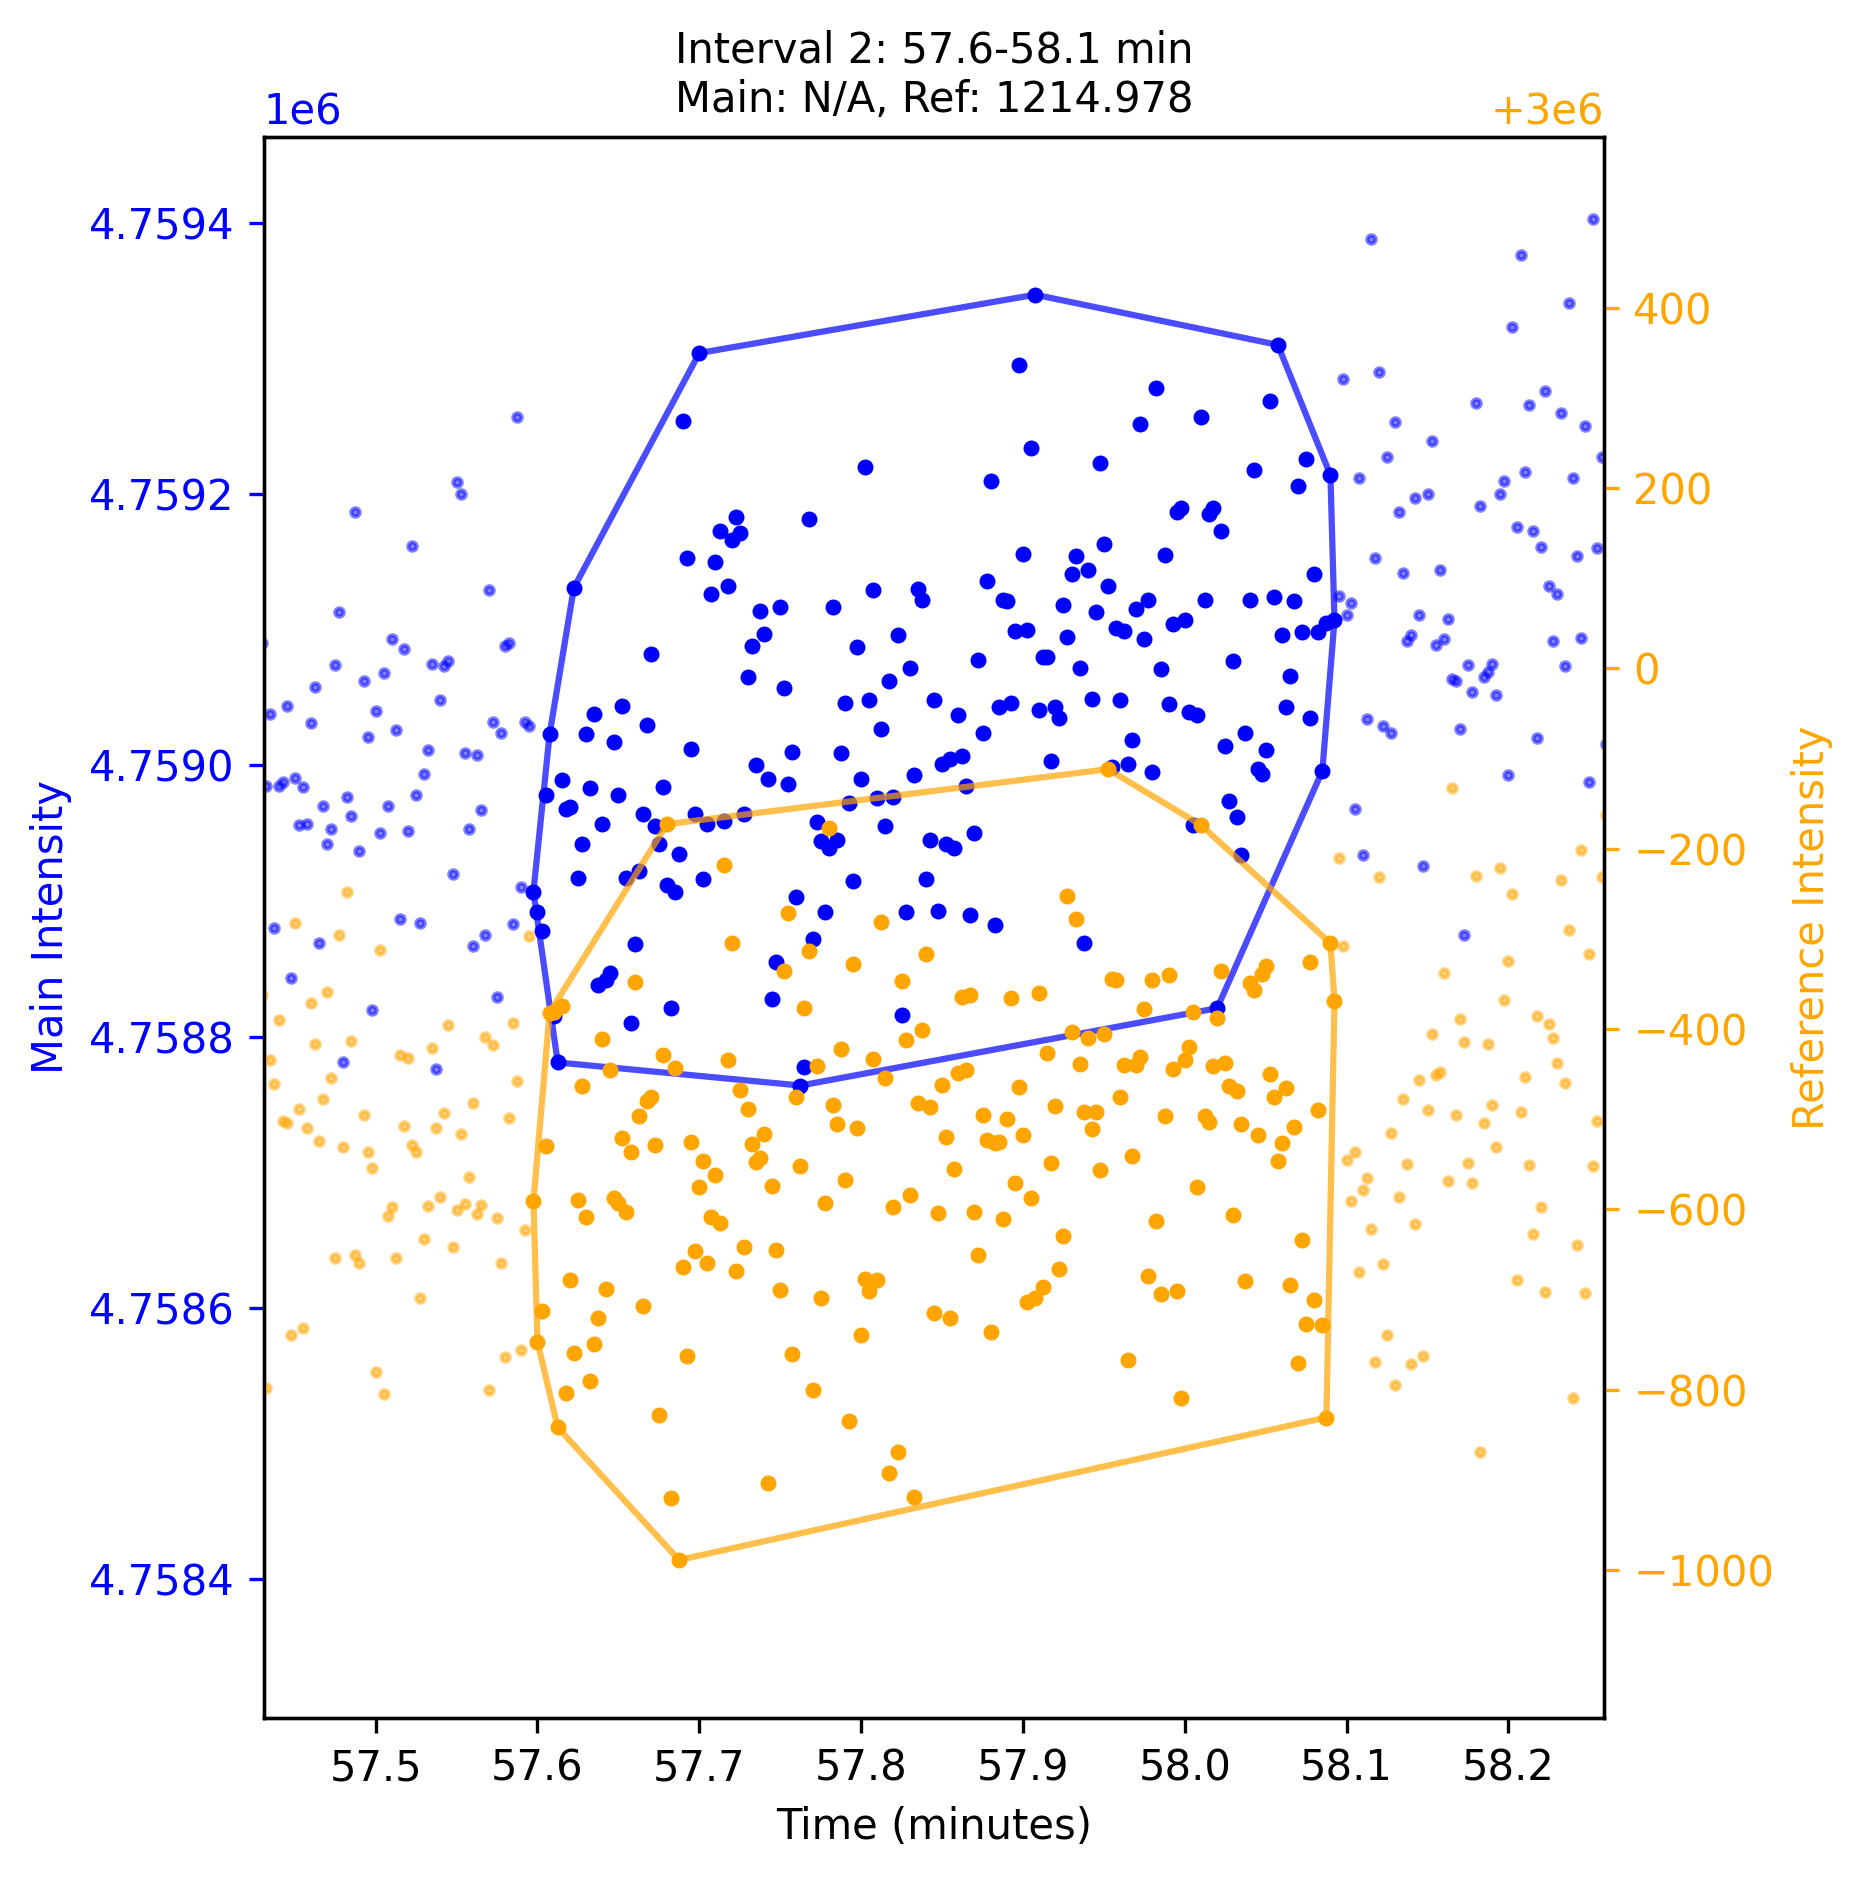 Interval 2: 57.6-58.1 min
Main: N/A, Ref: 1214.978
1e6
+3e6
4.7594
4.7592
4.7590
4.7588
4.7586
4.7584
Main Intensity
400
200
0
−200
−400
−600
−800
−1000
Reference Intensity
57.5 57.6 57.7 57.8 57.9 58.0 58.1 58.2
Time (minutes)